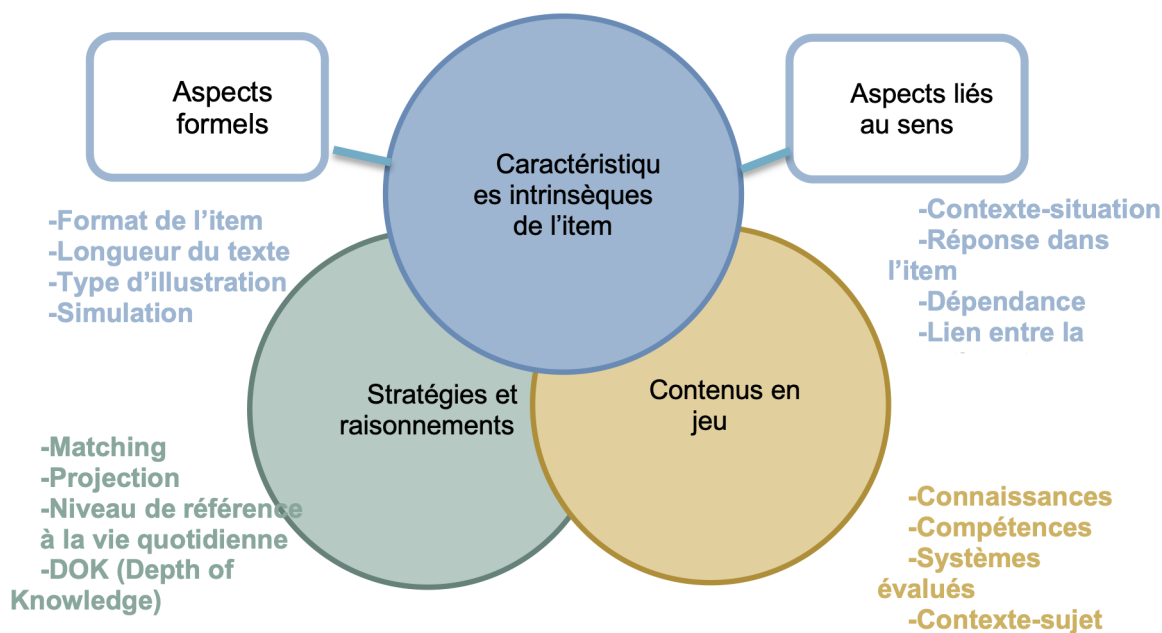 Aspects
formels
Caractéristiqu
es intrinsèques
de l'item
Aspects liés
au sens
-Format de l'item
-Longueur du texte
-Type d'illustration
-Simulation
-Contexte-situation
-Réponse dans
l'item
-Dépendance
-Lien entre la
Stratégies et
raisonnements
Contenus en
jeu
-Matching
-Projection
-Niveau de référence
à la vie quotidienne
-DOK (Depth of
Knowledge)
-Connaissances
-Compétences
-Systèmes
évalués
-Contexte-sujet